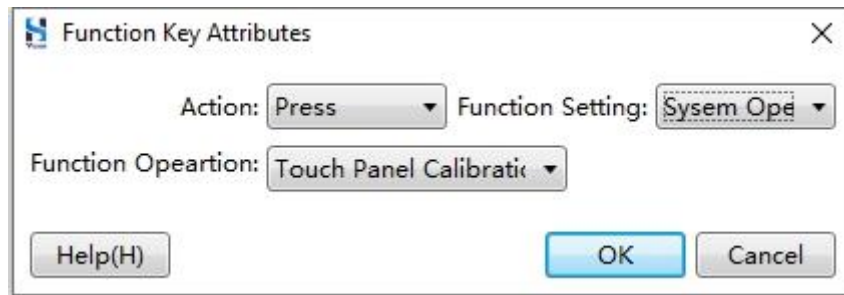 Function Key Attributes
Action: Press Function Setting: Sysem Ope
Function Opeartion: Touch Panel Calibratic
Help(H) OK Cancel